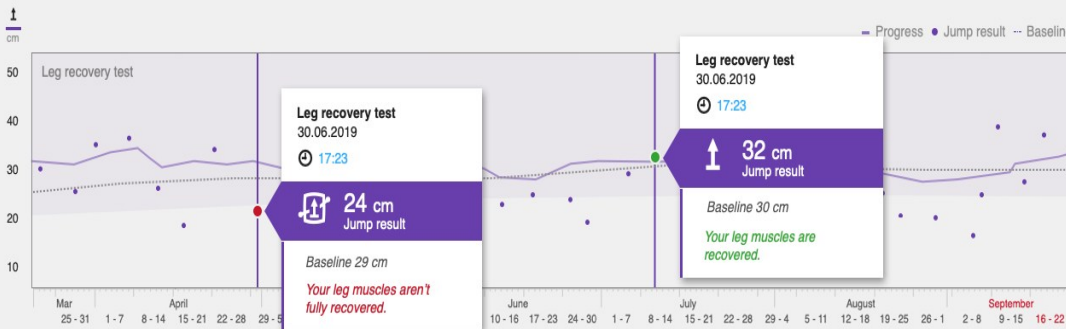 cm
Progress Jump result Baselin
50
40
30
20
10
Leg recovery test
Leg recovery test
30.06.2019
17:23
24 cm
Jump result
Baseline 29 cm
Your leg muscles aren't
fully recovered.
Leg recovery test
30.06.2019
17:23
32 cm
Jump result
Baseline 30 cm
Your leg muscles are
recovered.
Mar April June July August September
25 - 31 1 - 7 8 - 14 15 - 21 22 - 28 29 - 5 10 - 16 17 - 23 24 - 30 1 - 7 8 - 14 15 - 21 22 - 28 29 - 4 5 - 11 12 - 18 19 - 25 26 - 1 2 - 8 9 - 15 16 - 22